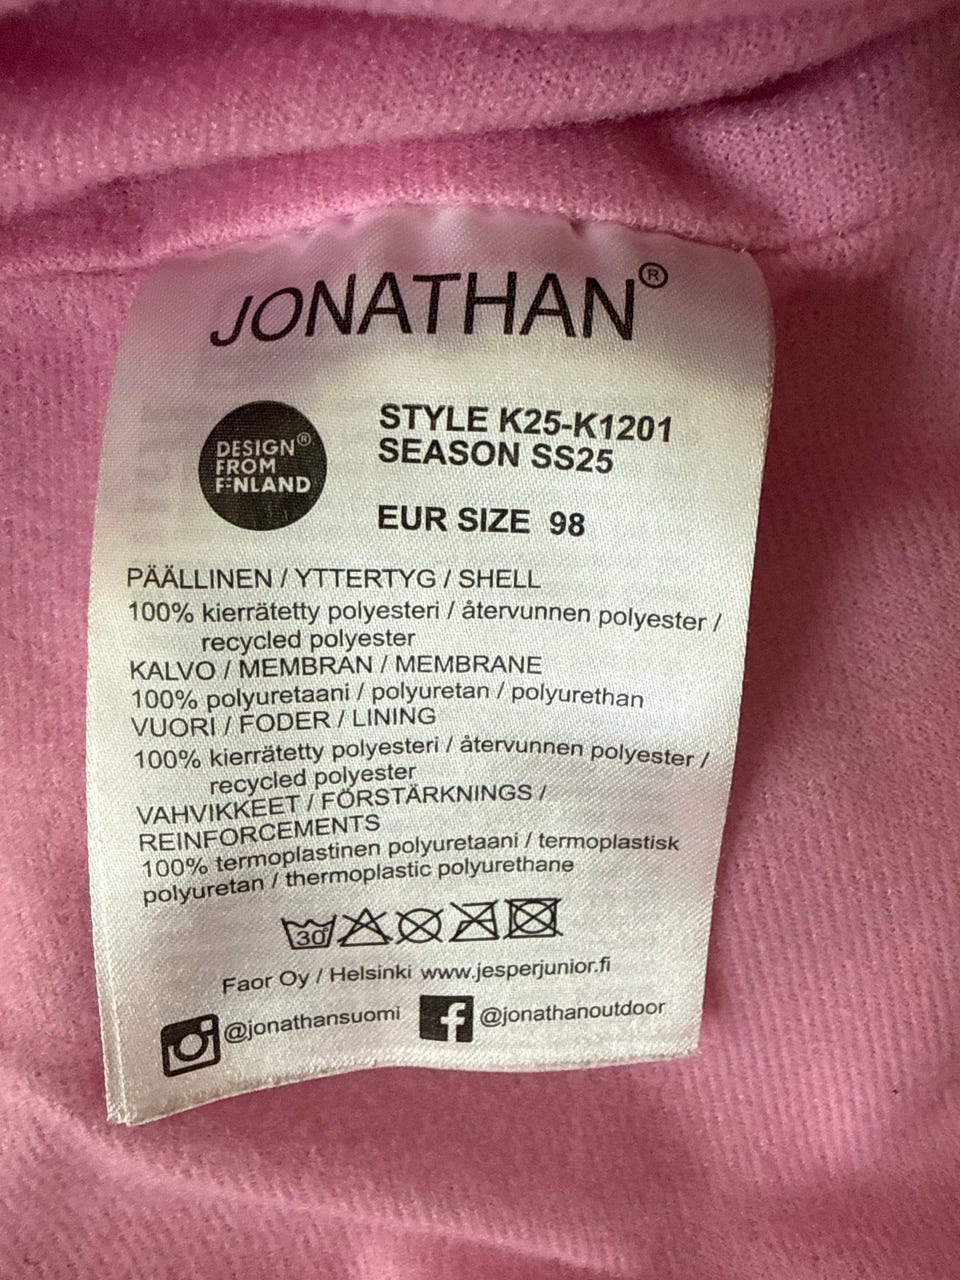 JONATHAN®
DESIGN®
FROM
FINLAND
STYLE K25-K1201
SEASON SS25
EUR SIZE 98
PÄÄLLINEN / YTTERTYG / SHELL
100% kierrätetty polyesteri / återvunnen polyester /
recycled polyester
KALVO / MEMBRAN / MEMBRANE
100% polyuretaani / polyuretan / polyurethan
VUORI / FODER / LINING
100% kierrätetty polyesteri / återvunnen polyester /
recycled polyester
VAHVIKKEET / FÖRSTÄRKNINGS /
REINFORCEMENTS
100% termoplastinen polyuretaani / termoplastisk
polyuretan / thermoplastic polyurethane
30°
Faor Oy / Helsinki www.jesperjunior.fi
@jonathansuomi @jonathanoutdoor